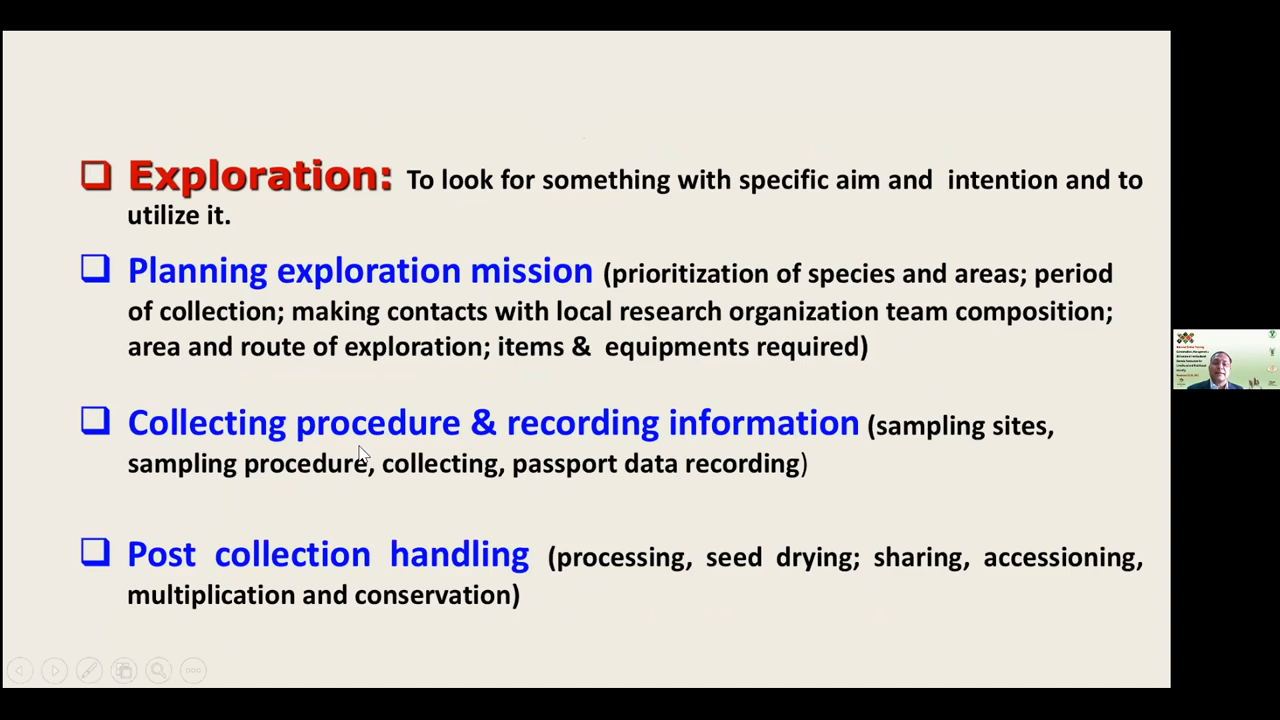 Exploration: To look for something with specific aim and intention and to
utilize it.
Planning exploration mission (prioritization of species and areas; period
of collection; making contacts with local research organization team composition;
area and route of exploration; items & equipments required)
Collecting procedure & recording information (sampling sites,
sampling procedure, collecting, passport data recording)
Post collection handling (processing, seed drying; sharing, accessioning,
multiplication and conservation)